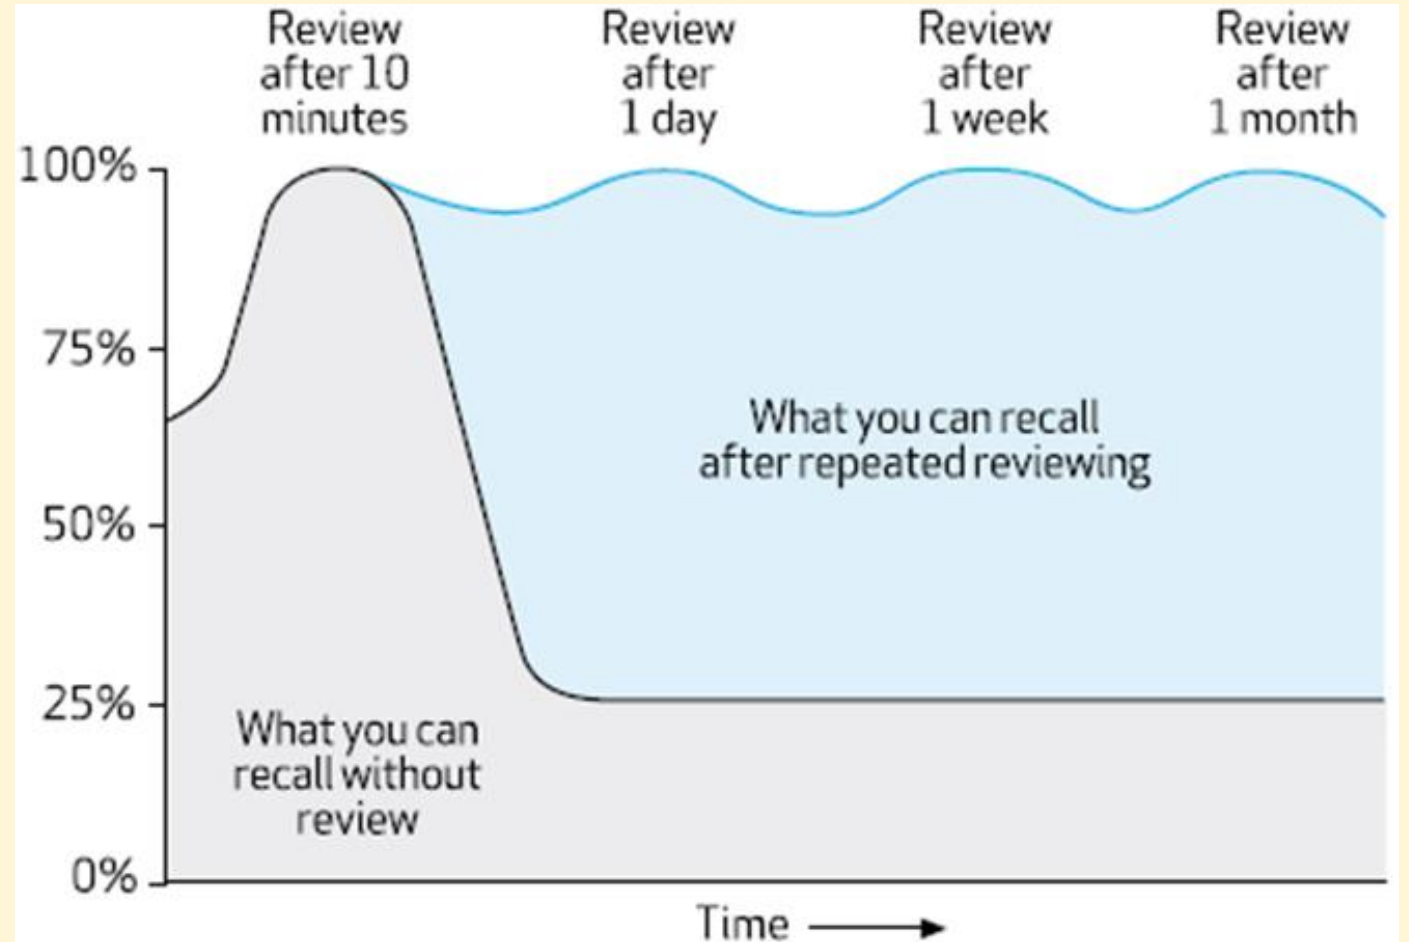 Review
after 10
minutes
Review
after
1 day
Review
after
1 week
Review
after
1 month
100%
75%
50%
25%
0%
What you can recall
after repeated reviewing
What you can
recall without
review
Time